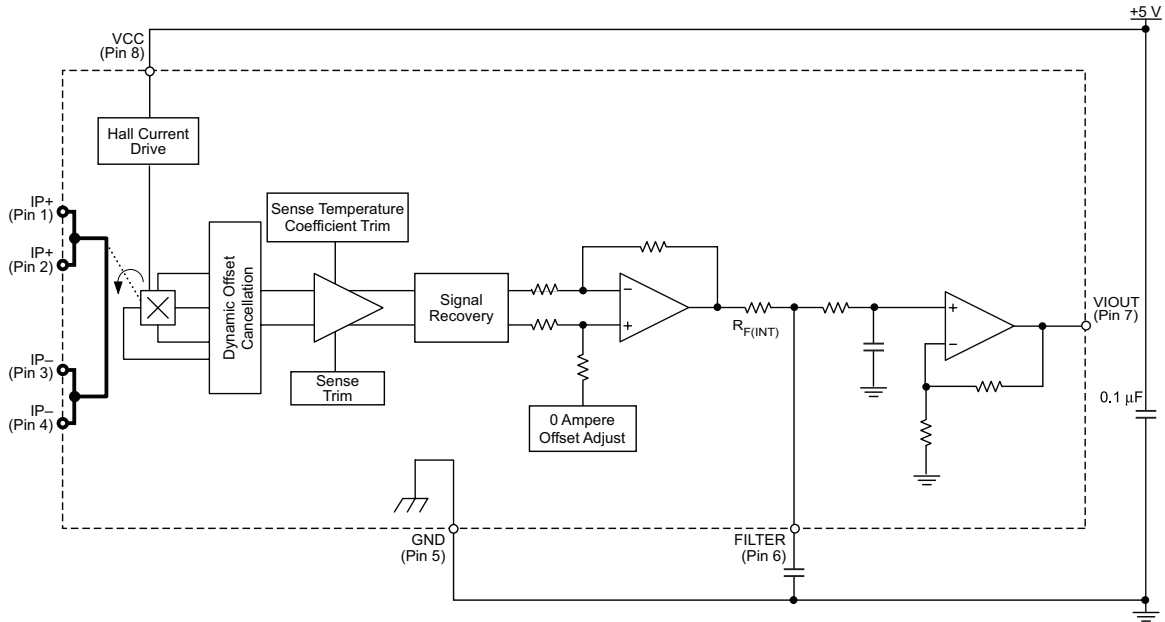 +5 V
VCC
(Pin 8)
Hall Current
Drive
IP+
(Pin 1)
IP+
(Pin 2)
IP–
(Pin 3)
IP–
(Pin 4)
Dynamic Offset
Cancellation
Sense Temperature
Coefficient Trim
Sense
Trim
Signal
Recovery
0 Ampere
Offset Adjust
−
+
RF(INT)
+
−
VIOUT
(Pin 7)
0.1 μF
GND
(Pin 5)
FILTER
(Pin 6)